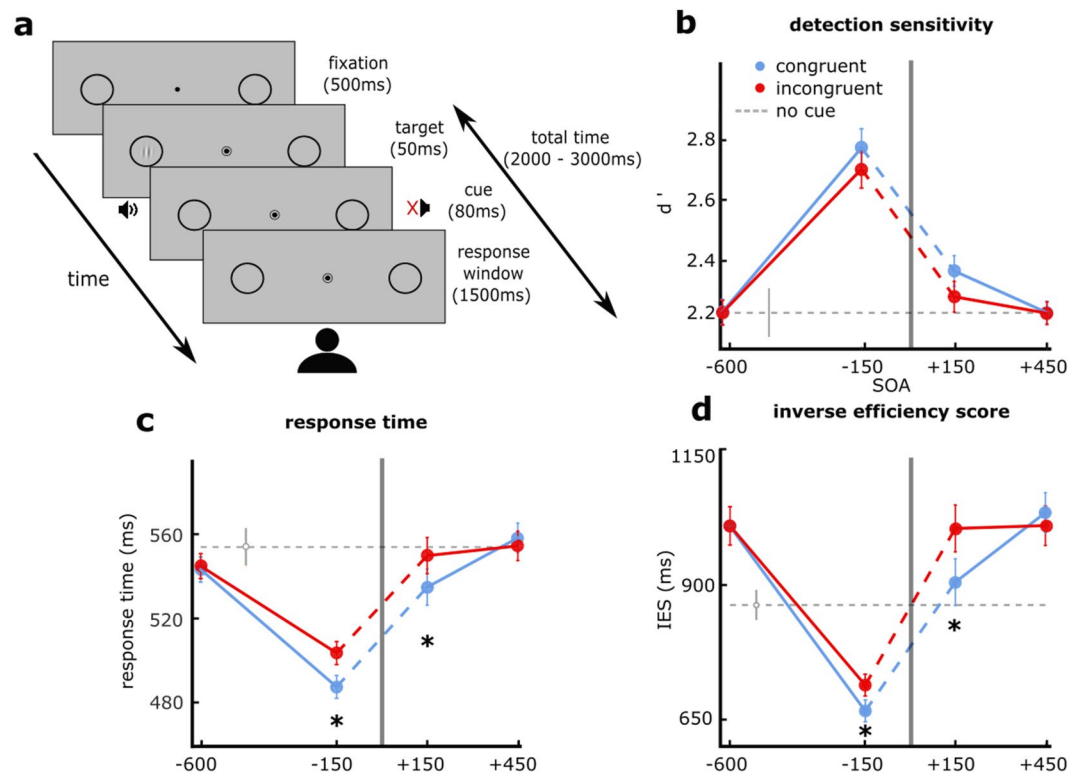 a
fixation
(500ms)
target
(50ms)
total time
(2000 - 3000ms)
X
cue
(80ms)
response
window
(1500ms)
time
b
detection sensitivity
congruent
incongruent
no cue
d '
2.8
2.6
2.4
2.2
-600
-150
+150
+450
SOA
c
response time
response time (ms)
560
520
480
*
*
-600
-150
+150
+450
d
inverse efficiency score
IES (ms)
1150
900
650
*
*
-600
-150
+150
+450